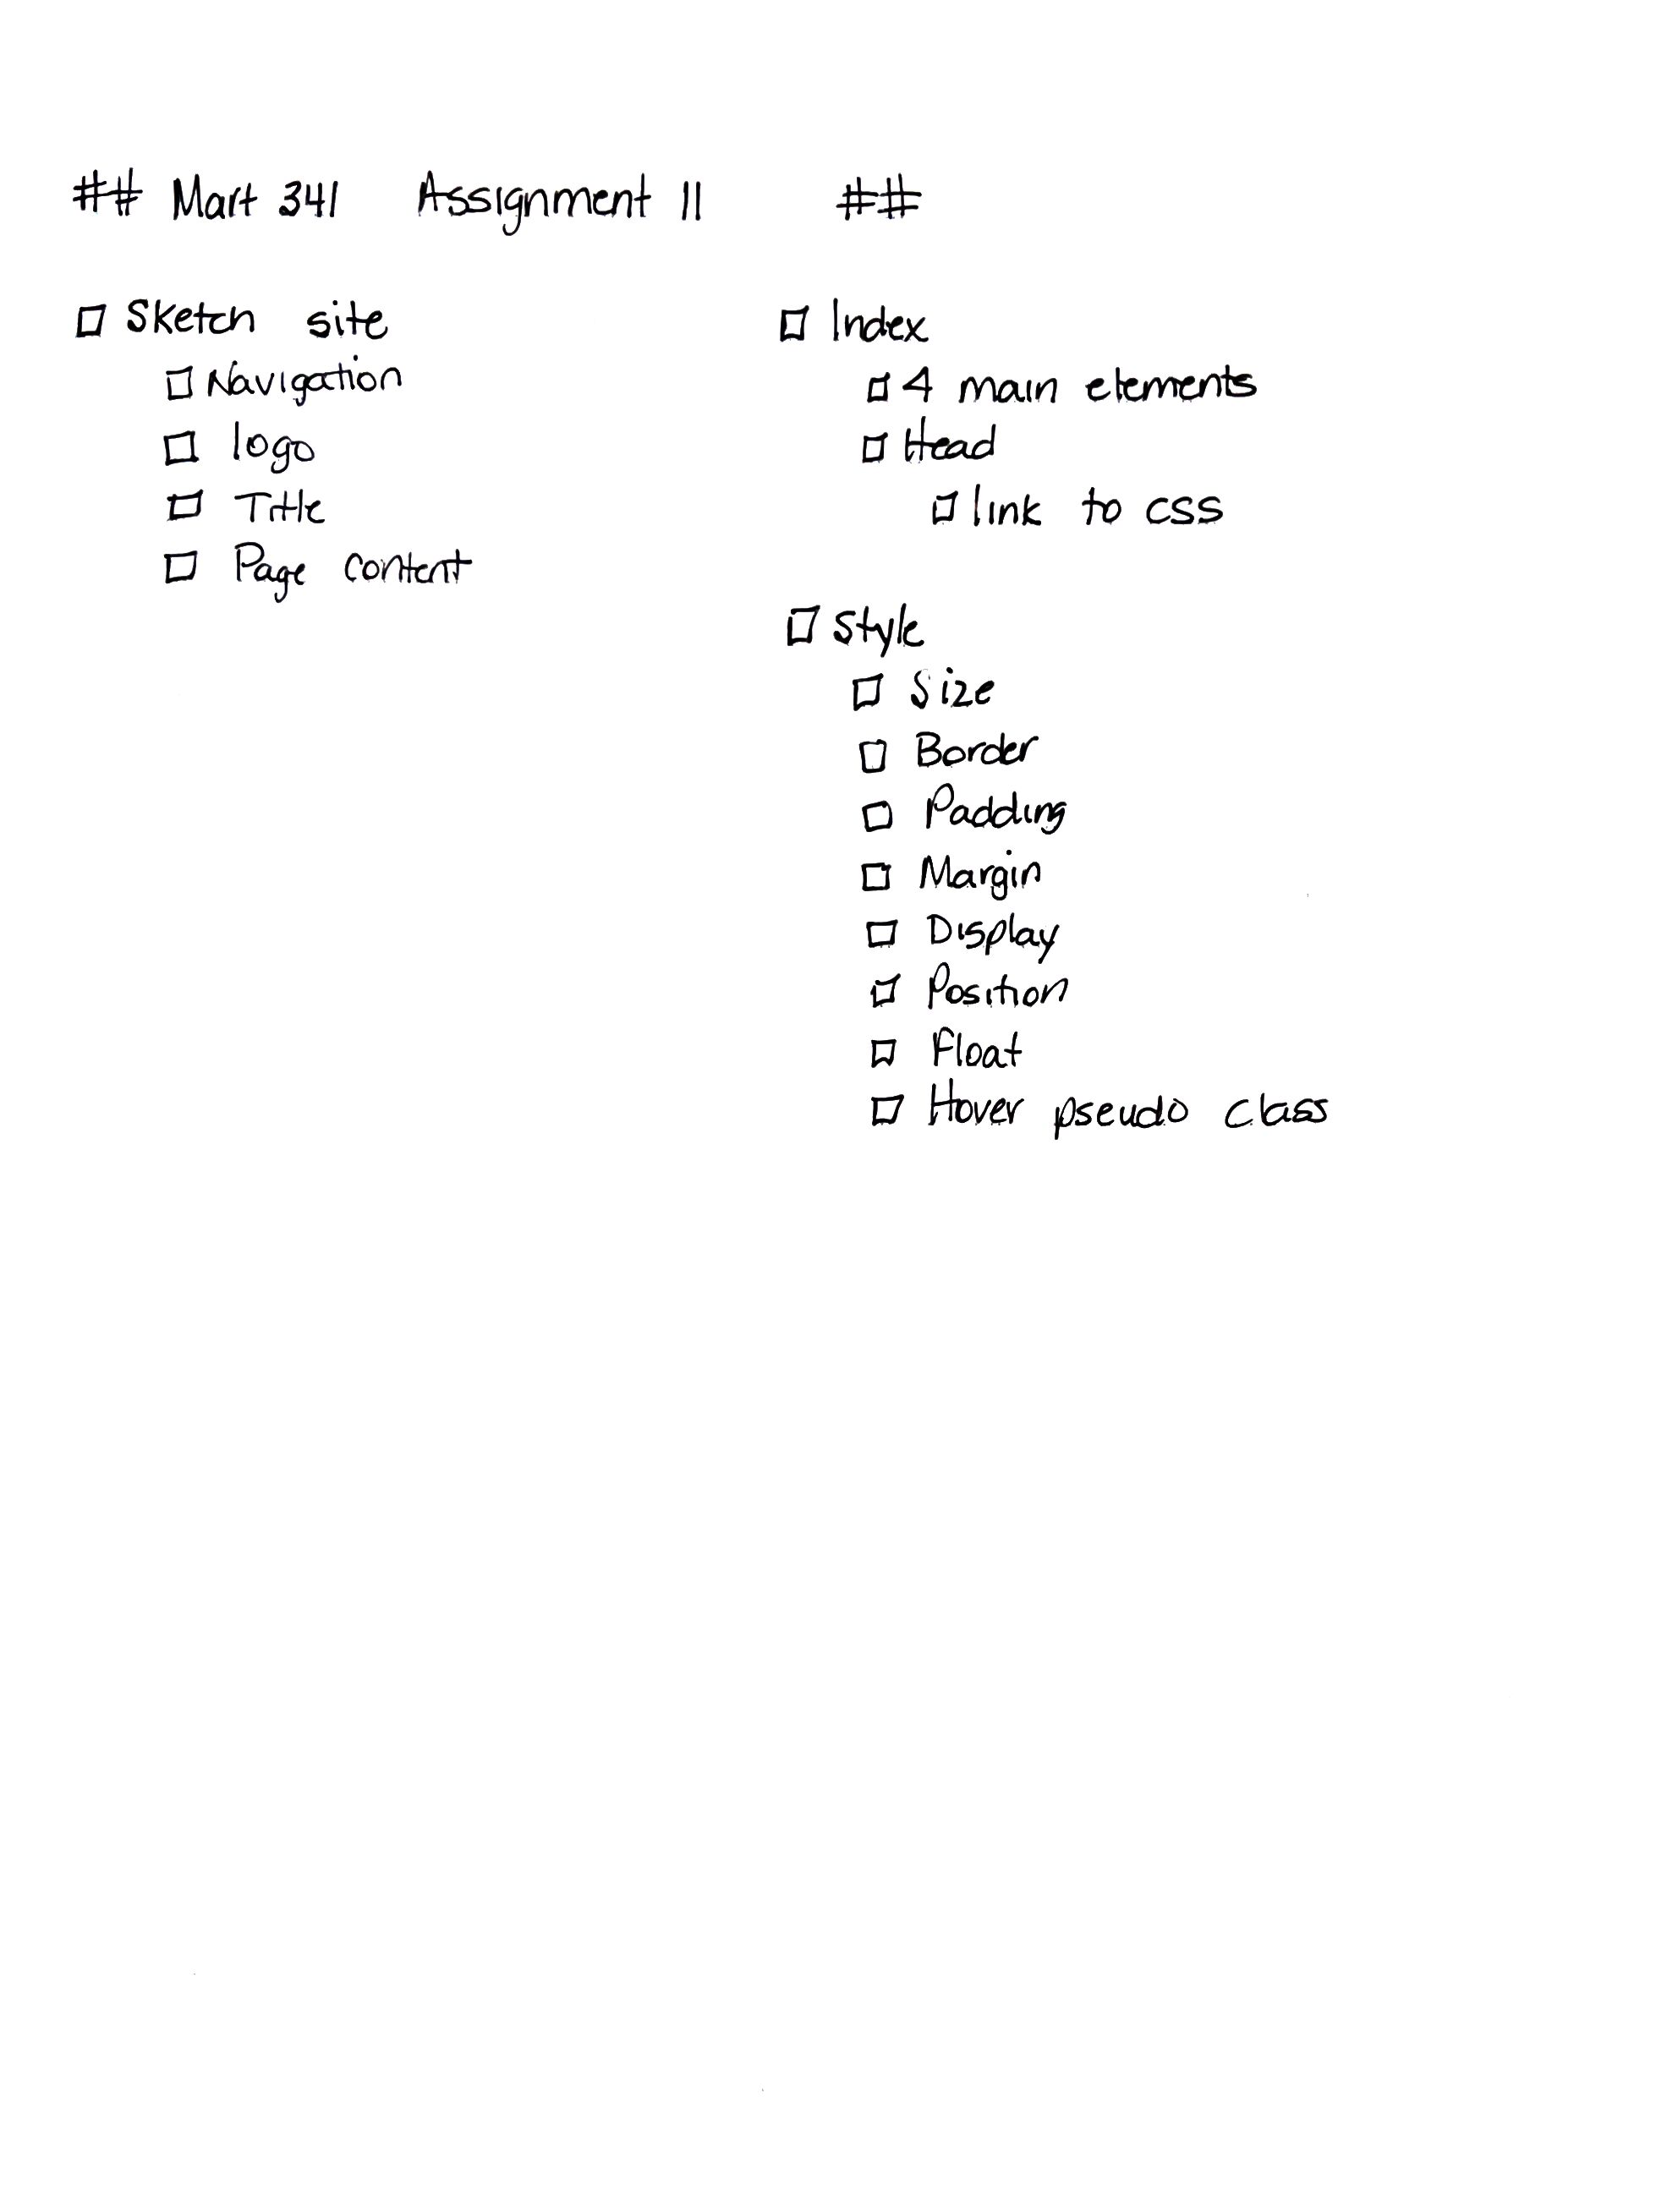 ## Mart 341 Assignment 11 ##
Sketch site
Navigation
logo
Title
Page content
Index
4 main elements
Head
link to css
Style
Size
Border
Padding
Margin
Display
Position
Float
Hover pseudo class